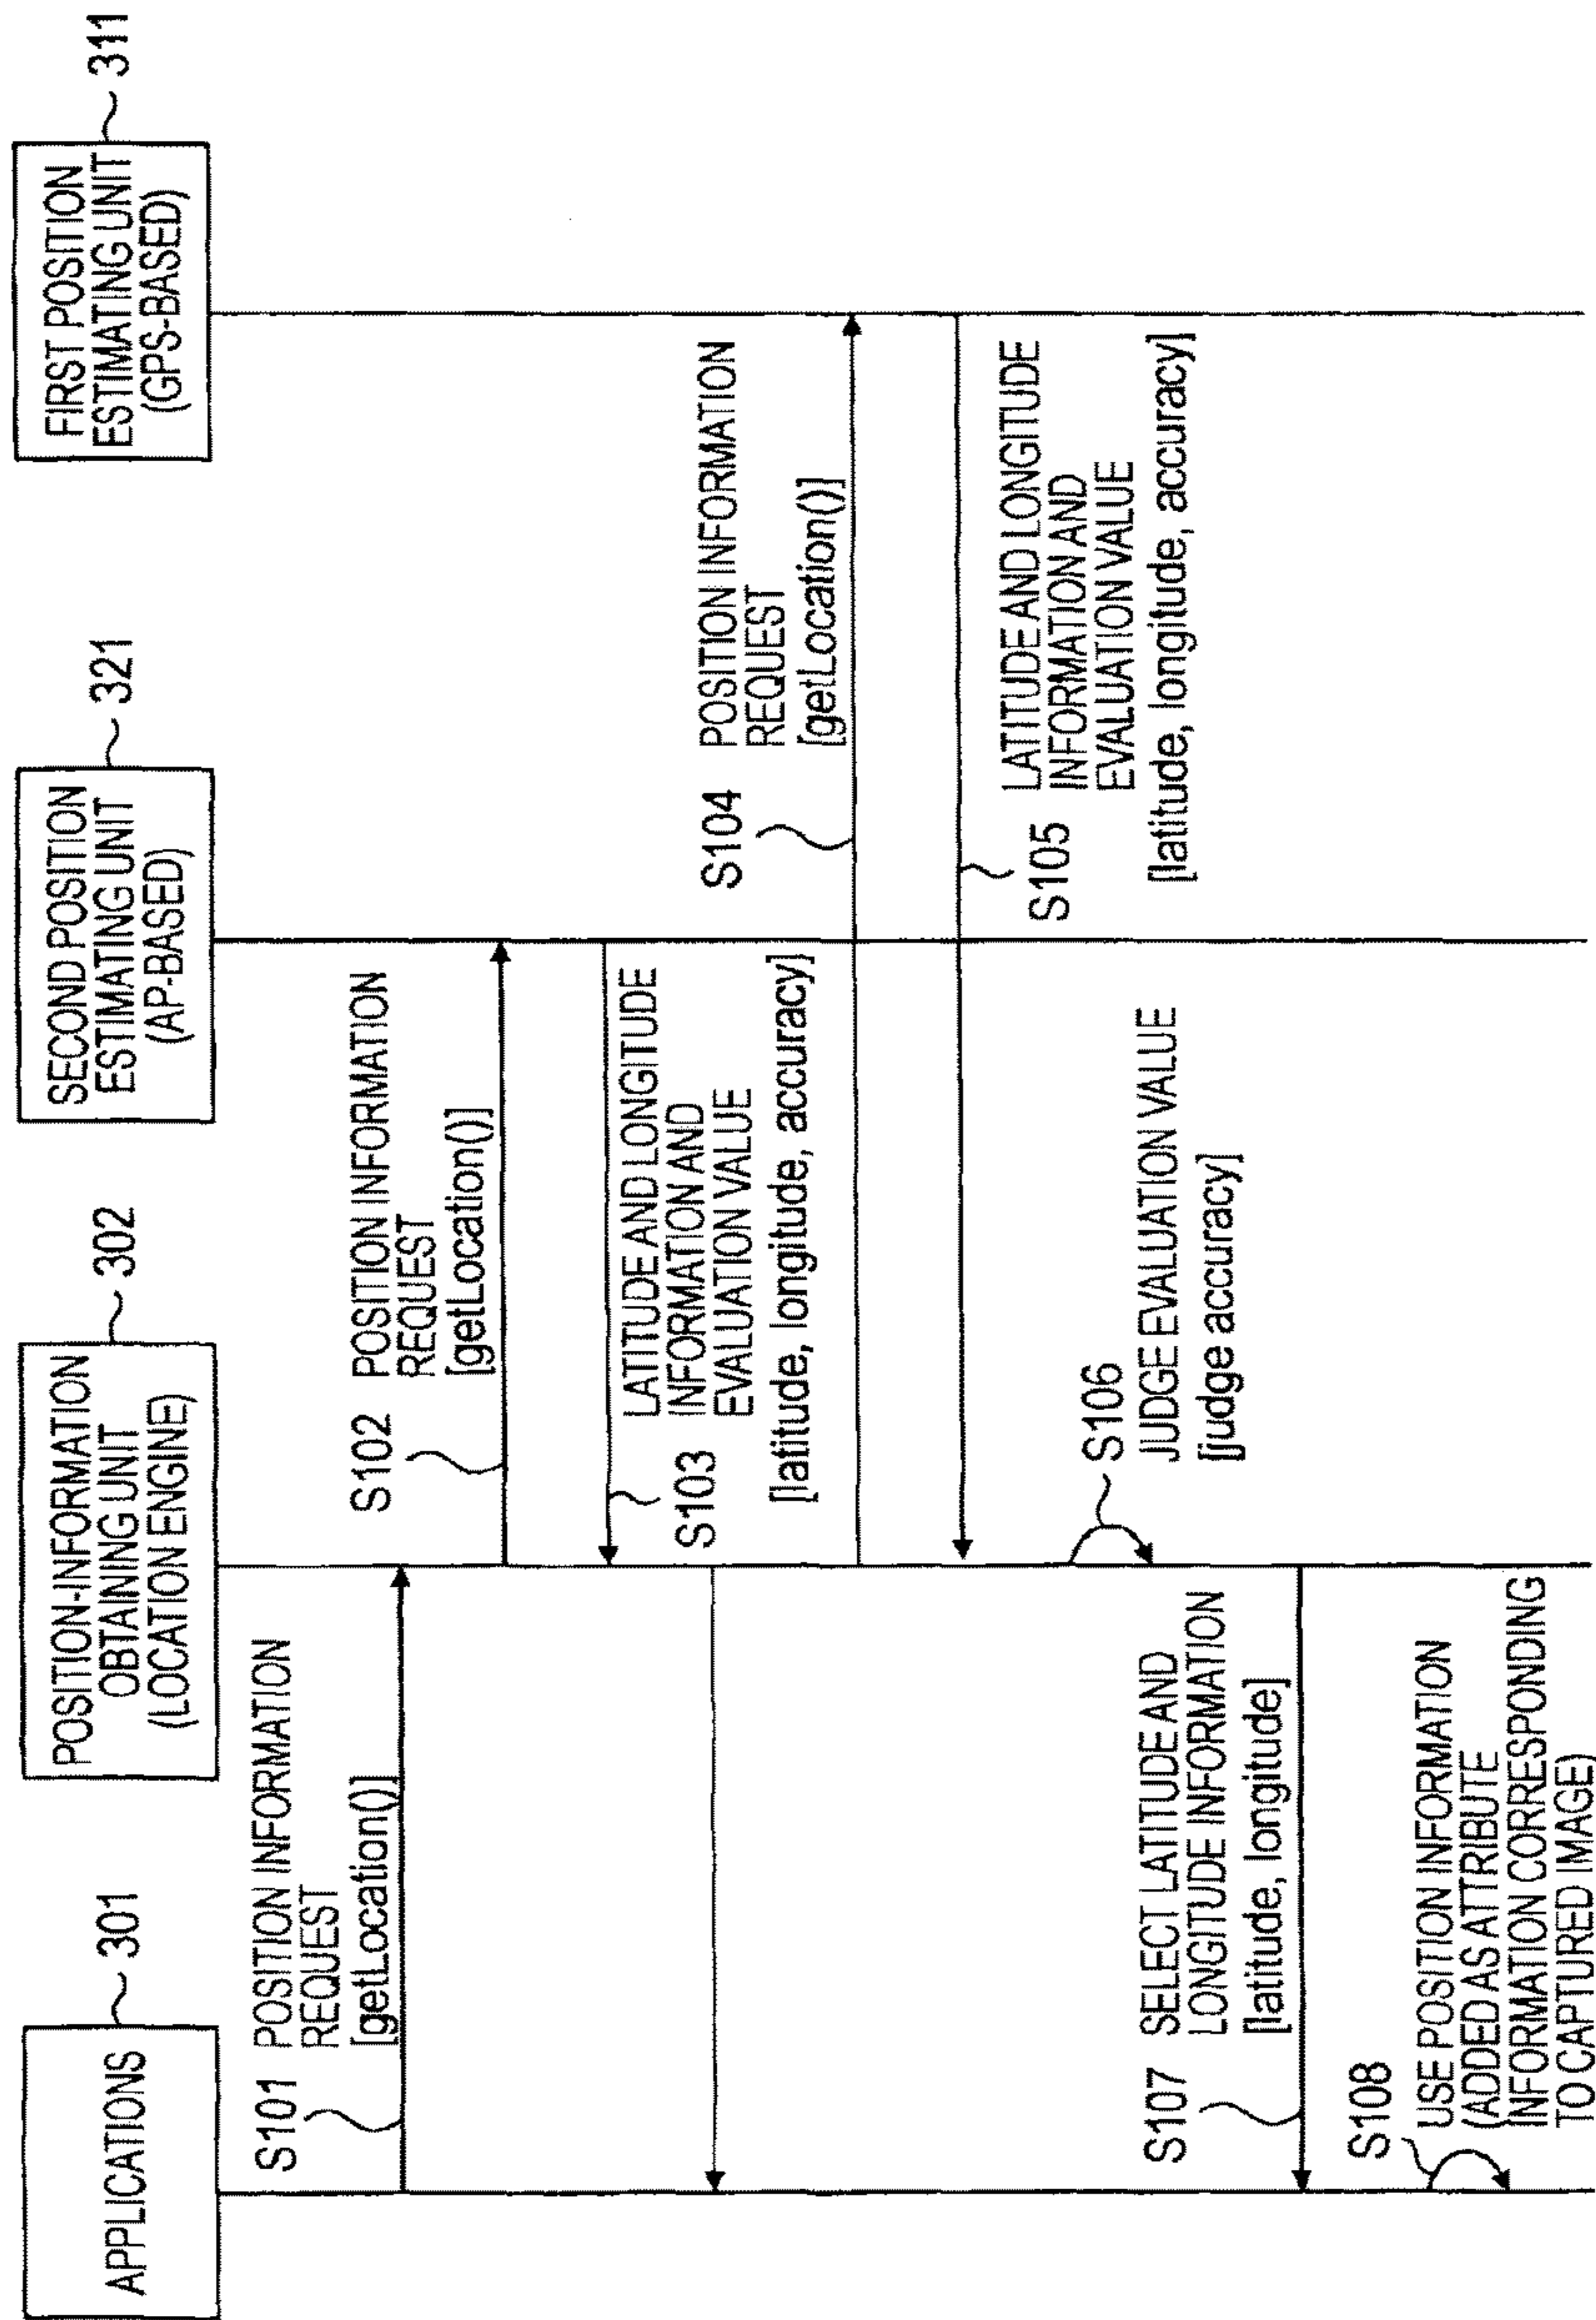 APPLICATIONS
301
POSITION-INFORMATION
OBTAINING UNIT
(LOCATION ENGINE)
302
SECOND POSITION
ESTIMATING UNIT
(AP-BASED)
321
FIRST POSITION
ESTIMATING UNIT
(GPS-BASED)
311
S101
POSITION INFORMATION
REQUEST
[getLocation()]
S102
POSITION INFORMATION
REQUEST
[getLocation()]
S103
LATITUDE AND LONGITUDE
INFORMATION AND
EVALUATION VALUE
[latitude, longitude, accuracy]
S104
POSITION INFORMATION
REQUEST
[getLocation()]
S105
LATITUDE AND LONGITUDE
INFORMATION AND
EVALUATION VALUE
[latitude, longitude, accuracy]
S106
JUDGE EVALUATION VALUE
[judge accuracy]
S107
SELECT LATITUDE AND
LONGITUDE INFORMATION
[latitude, longitude]
S108
USE POSITION INFORMATION
(ADDED AS ATTRIBUTE
INFORMATION CORRESPONDING
TO CAPTURED IMAGE)